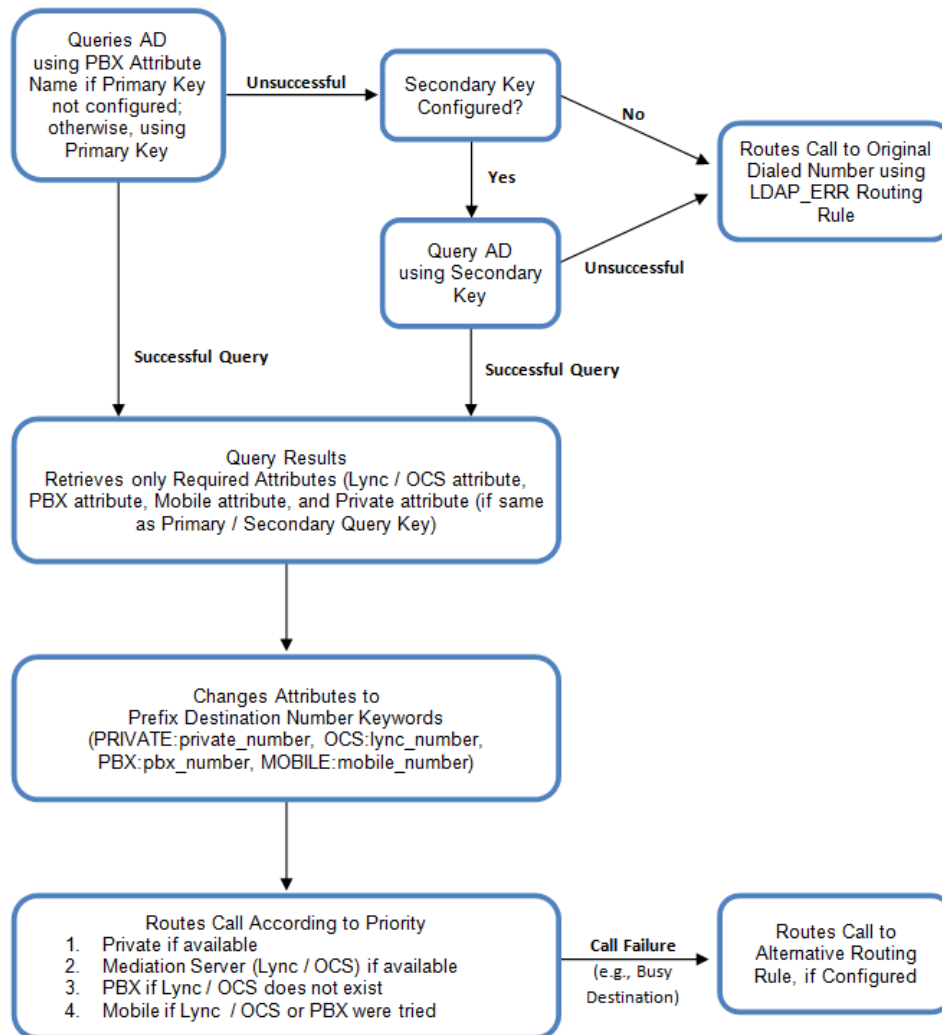 Queries AD
using PBX Attribute
Name if Primary Key
not configured;
otherwise, using
Primary Key
Unsuccessful
Secondary Key
Configured?
No
Routes Call to Original
Dialed Number using
LDAP_ERR Routing
Rule
Yes
Query AD
using Secondary
Key
Unsuccessful
Successful Query
Successful Query
Query Results
Retrieves only Required Attributes (Lync / OCS attribute,
PBX attribute, Mobile attribute, and Private attribute (if same
as Primary / Secondary Query Key)
Changes Attributes to
Prefix Destination Number Keywords
(PRIVATE:private_number, OCS:lync_number,
PBX:pbx_number, MOBILE:mobile_number)
Routes Call According to Priority
1. Private if available
2. Mediation Server (Lync / OCS) if available
3. PBX if Lync / OCS does not exist
4. Mobile if Lync / OCS or PBX were tried
Call Failure
(e.g., Busy
Destination)
Routes Call to
Alternative Routing
Rule, if Configured